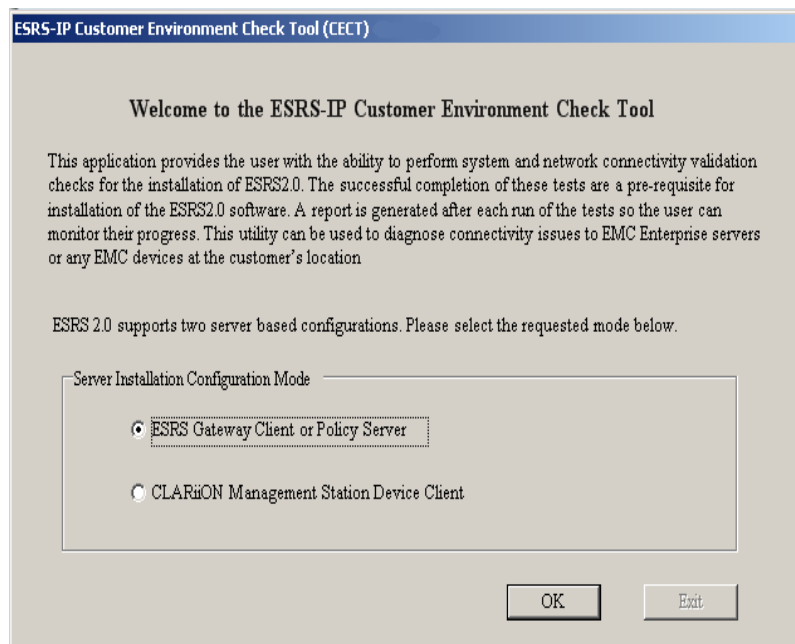 ESRS-IP Customer Environment Check Tool (CECT)
Welcome to the ESRS-IP Customer Environment Check Tool
This application provides the user with the ability to perform system and network connectivity validation
checks for the installation of ESRS2.0. The successful completion of these tests are a pre-requisite for
installation of the ESRS2.0 software. A report is generated after each run of the tests so the user can
monitor their progress. This utility can be used to diagnose connectivity issues to EMC Enterprise servers
or any EMC devices at the customer's location
ESRS 2.0 supports two server based configurations. Please select the requested mode below.
Server Installation Configuration Mode
ESRS Gateway Client or Policy Server
CLARiiON Management Station Device Client
OK
Exit